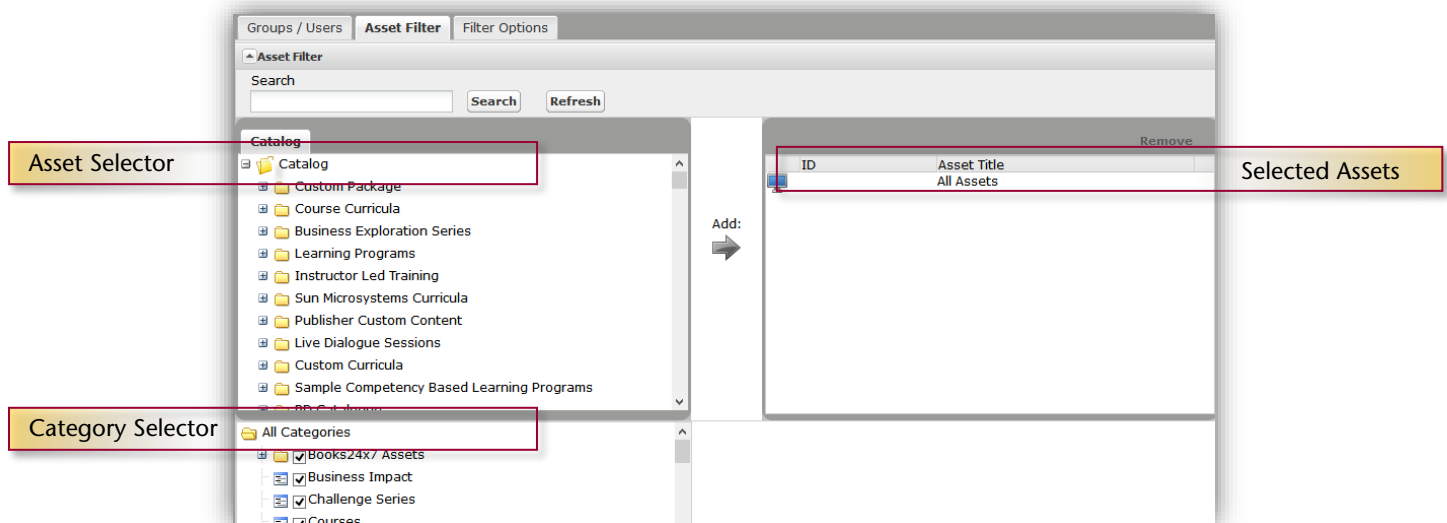 Groups / Users Asset Filter Filter Options
Asset Filter
Search
Search Refresh
Catalog
Remove
Asset Selector
Catalog
ID Asset Title
Selected Assets
Custom Package
All Assets
Course Curricula
Business Exploration Series
Add:
Learning Programs
Instructor Led Training
Sun Microsystems Curricula
Publisher Custom Content
Live Dialogue Sessions
Custom Curricula
Sample Competency Based Learning Programs
Category Selector
All Categories
Books24x7 Assets
Business Impact
Challenge Series
Courses